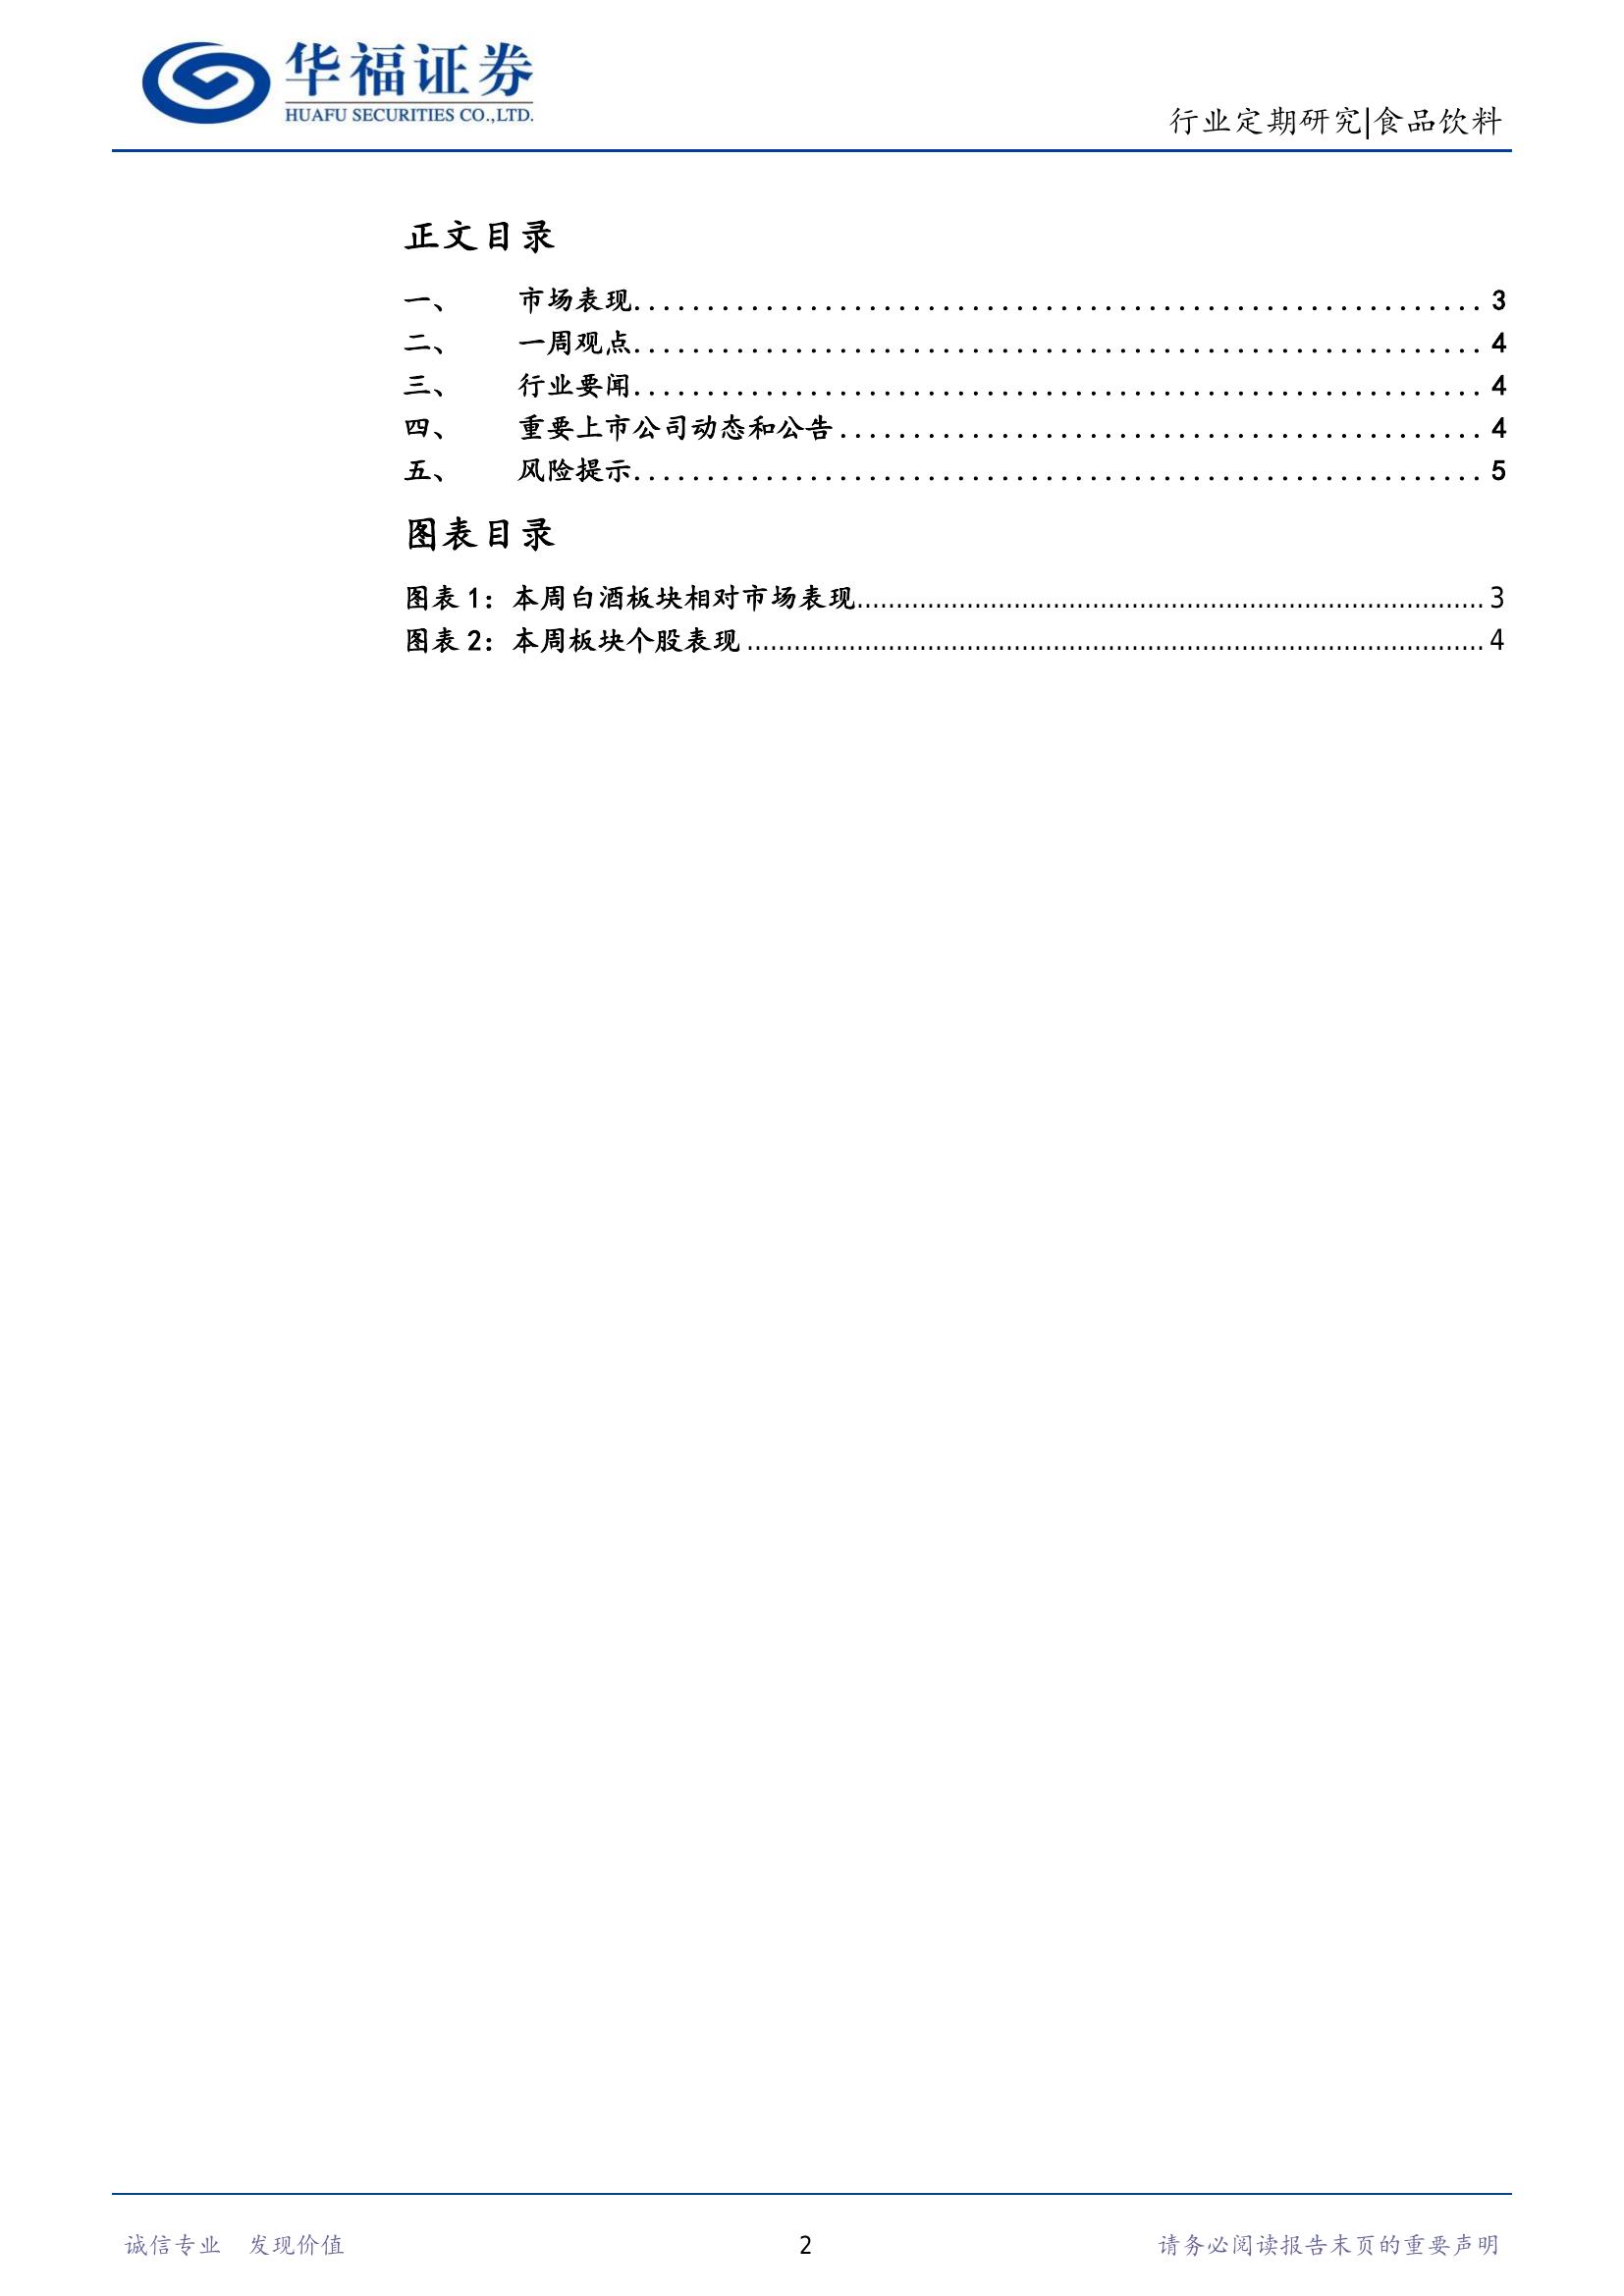 华福证券
HUAFU SECURITIES CO.,LTD.
行业定期研究|食品饮料
正文目录
一、 市场表现........................................................... 3
二、 一周观点........................................................... 4
三、 行业要闻........................................................... 4
四、 重要上市公司动态和公告............................................. 4
五、 风险提示........................................................... 5
图表目录
图表 1：本周白酒板块相对市场表现................................................................................ 3
图表 2：本周板块个股表现.............................................................................................. 4
诚信专业 发现价值 2 请务必阅读报告末页的重要声明